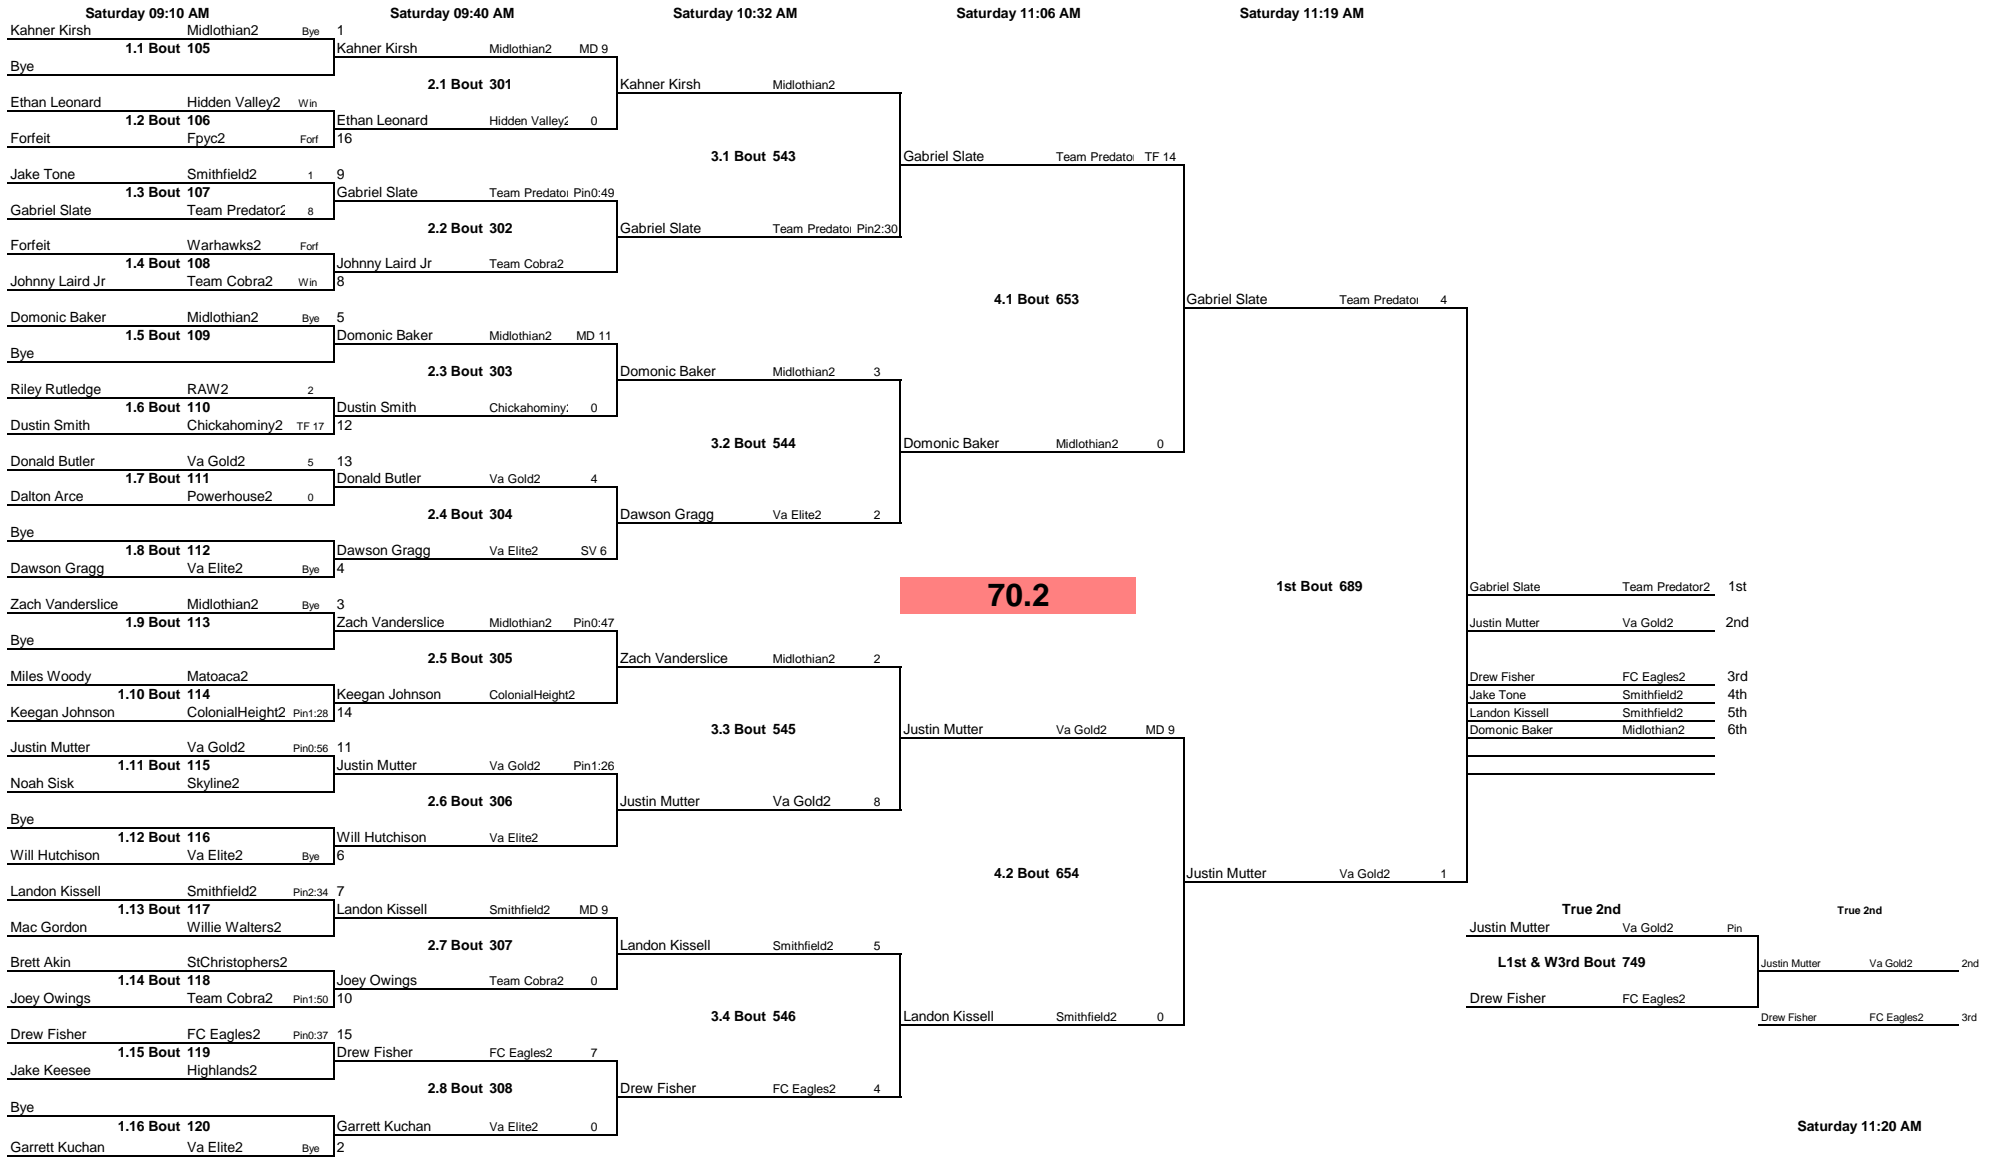 Saturday 09:10 AM Saturday 09:40 AM Saturday 10:32 AM Saturday 11:06 AM Saturday 11:19 AM
Kahner Kirsh Midlothian2 Bye 1
1.1 Bout 105 Kahner Kirsh Midlothian2 MD 9
Bye
2.1 Bout 301 Kahner Kirsh Midlothian2
Ethan Leonard Hidden Valley2 Win
1.2 Bout 106 Ethan Leonard Hidden Valley2 0
Forfeit Fpyc2 Forf 16
3.1 Bout 543 Gabriel Slate Team Predator TF 14
Jake Tone Smithfield2 1 9
1.3 Bout 107 Gabriel Slate Team Predator Pin0:49
Gabriel Slate Team Predator2 8
2.2 Bout 302 Gabriel Slate Team Predator Pin2:30
Forfeit Warhawks2 Forf
1.4 Bout 108 Johnny Laird Jr Team Cobra2
Johnny Laird Jr Team Cobra2 Win 8
4.1 Bout 653 Gabriel Slate Team Predator 4
Domonic Baker Midlothian2 Bye 5
1.5 Bout 109 Domonic Baker Midlothian2 MD 11
Bye
2.3 Bout 303 Domonic Baker Midlothian2 3
Riley Rutledge RAW2 2
1.6 Bout 110 Dustin Smith Chickahominy2 0
Dustin Smith Chickahominy2 TF 17 12
3.2 Bout 544 Domonic Baker Midlothian2 0
Donald Butler Va Gold2 5 13
1.7 Bout 111 Donald Butler Va Gold2 4
Dalton Arce Powerhouse2 0
2.4 Bout 304 Dawson Gragg Va Elite2 2
Bye
1.8 Bout 112 Dawson Gragg Va Elite2 SV 6
Dawson Gragg Va Elite2 Bye 4
70.2 1st Bout 689 Gabriel Slate Team Predator2 1st
Zach Vanderslice Midlothian2 Bye 3
1.9 Bout 113 Zach Vanderslice Midlothian2 Pin0:47 Justin Mutter Va Gold2 2nd
Bye
2.5 Bout 305 Zach Vanderslice Midlothian2 2
Miles Woody Matoaca2 Drew Fisher FC Eagles2 3rd
1.10 Bout 114 Keegan Johnson ColonialHeight2 Jake Tone Smithfield2 4th
Keegan Johnson ColonialHeight2 Pin1:28 14 Landon Kissell Smithfield2 5th
3.3 Bout 545 Justin Mutter Va Gold2 MD 9 Domonic Baker Midlothian2 6th
Justin Mutter Va Gold2 Pin0:56 11
1.11 Bout 115 Justin Mutter Va Gold2 Pin1:26
Noah Sisk Skyline2
2.6 Bout 306 Justin Mutter Va Gold2 8
Bye
1.12 Bout 116 Will Hutchison Va Elite2
Will Hutchison Va Elite2 Bye 6
4.2 Bout 654 Justin Mutter Va Gold2 1
Landon Kissell Smithfield2 Pin2:34 7
1.13 Bout 117 Landon Kissell Smithfield2 MD 9 True 2nd True 2nd
Mac Gordon Willie Walters2 Justin Mutter Va Gold2 Pin
2.7 Bout 307 Landon Kissell Smithfield2 5
Brett Akin StChristophers2 L1st & W3rd Bout 749 Justin Mutter Va Gold2 2nd
1.14 Bout 118 Joey Owings Team Cobra2 0
Joey Owings Team Cobra2 Pin1:50 10 Drew Fisher FC Eagles2
3.4 Bout 546 Landon Kissell Smithfield2 0 Drew Fisher FC Eagles2 3rd
Drew Fisher FC Eagles2 Pin0:37 15
1.15 Bout 119 Drew Fisher FC Eagles2 7
Jake Keesee Highlands2
2.8 Bout 308 Drew Fisher FC Eagles2 4
Bye
1.16 Bout 120 Garrett Kuchan Va Elite2 0 Saturday 11:20 AM
Garrett Kuchan Va Elite2 Bye 2